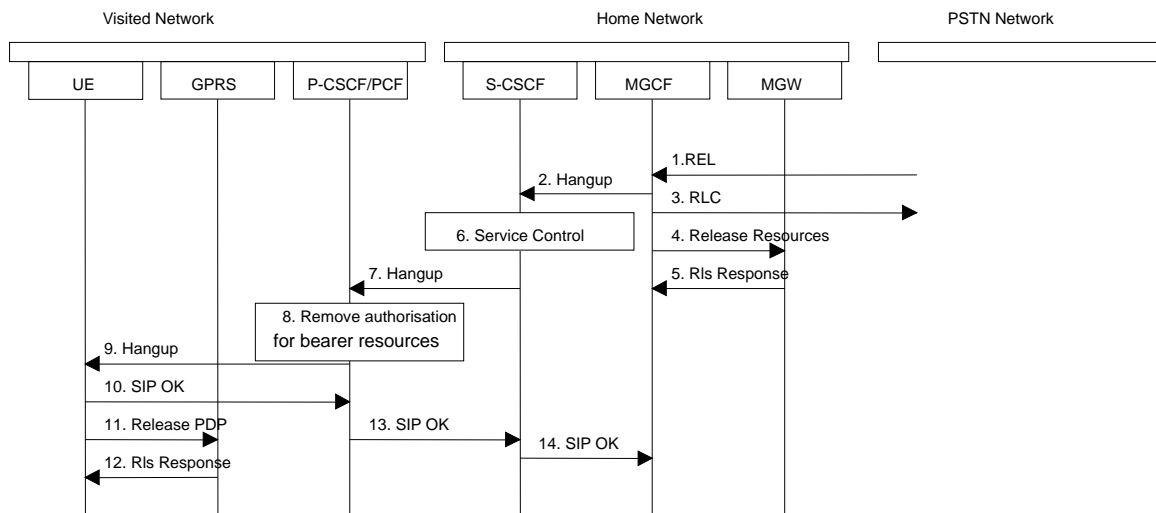 Visited Network
Home Network
PSTN Network
UE
GPRS
P-CSCF/PCF
S-CSCF
MGCF
MGW
1.REL
2. Hangup
3. RLC
6. Service Control
4. Release Resources
7. Hangup
5. Rls Response
8. Remove authorisation
for bearer resources
9. Hangup
10. SIP OK
11. Release PDP
13. SIP OK
14. SIP OK
12. Rls Response